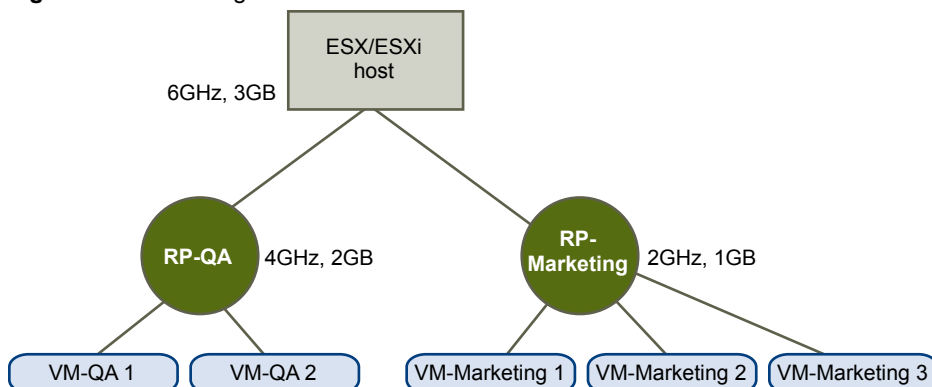 ESX/ESXi
host
6GHz, 3GB
RP-QA
4GHz, 2GB
RP-
Marketing
2GHz, 1GB
VM-QA 1
VM-QA 2
VM-Marketing 1
VM-Marketing 2
VM-Marketing 3